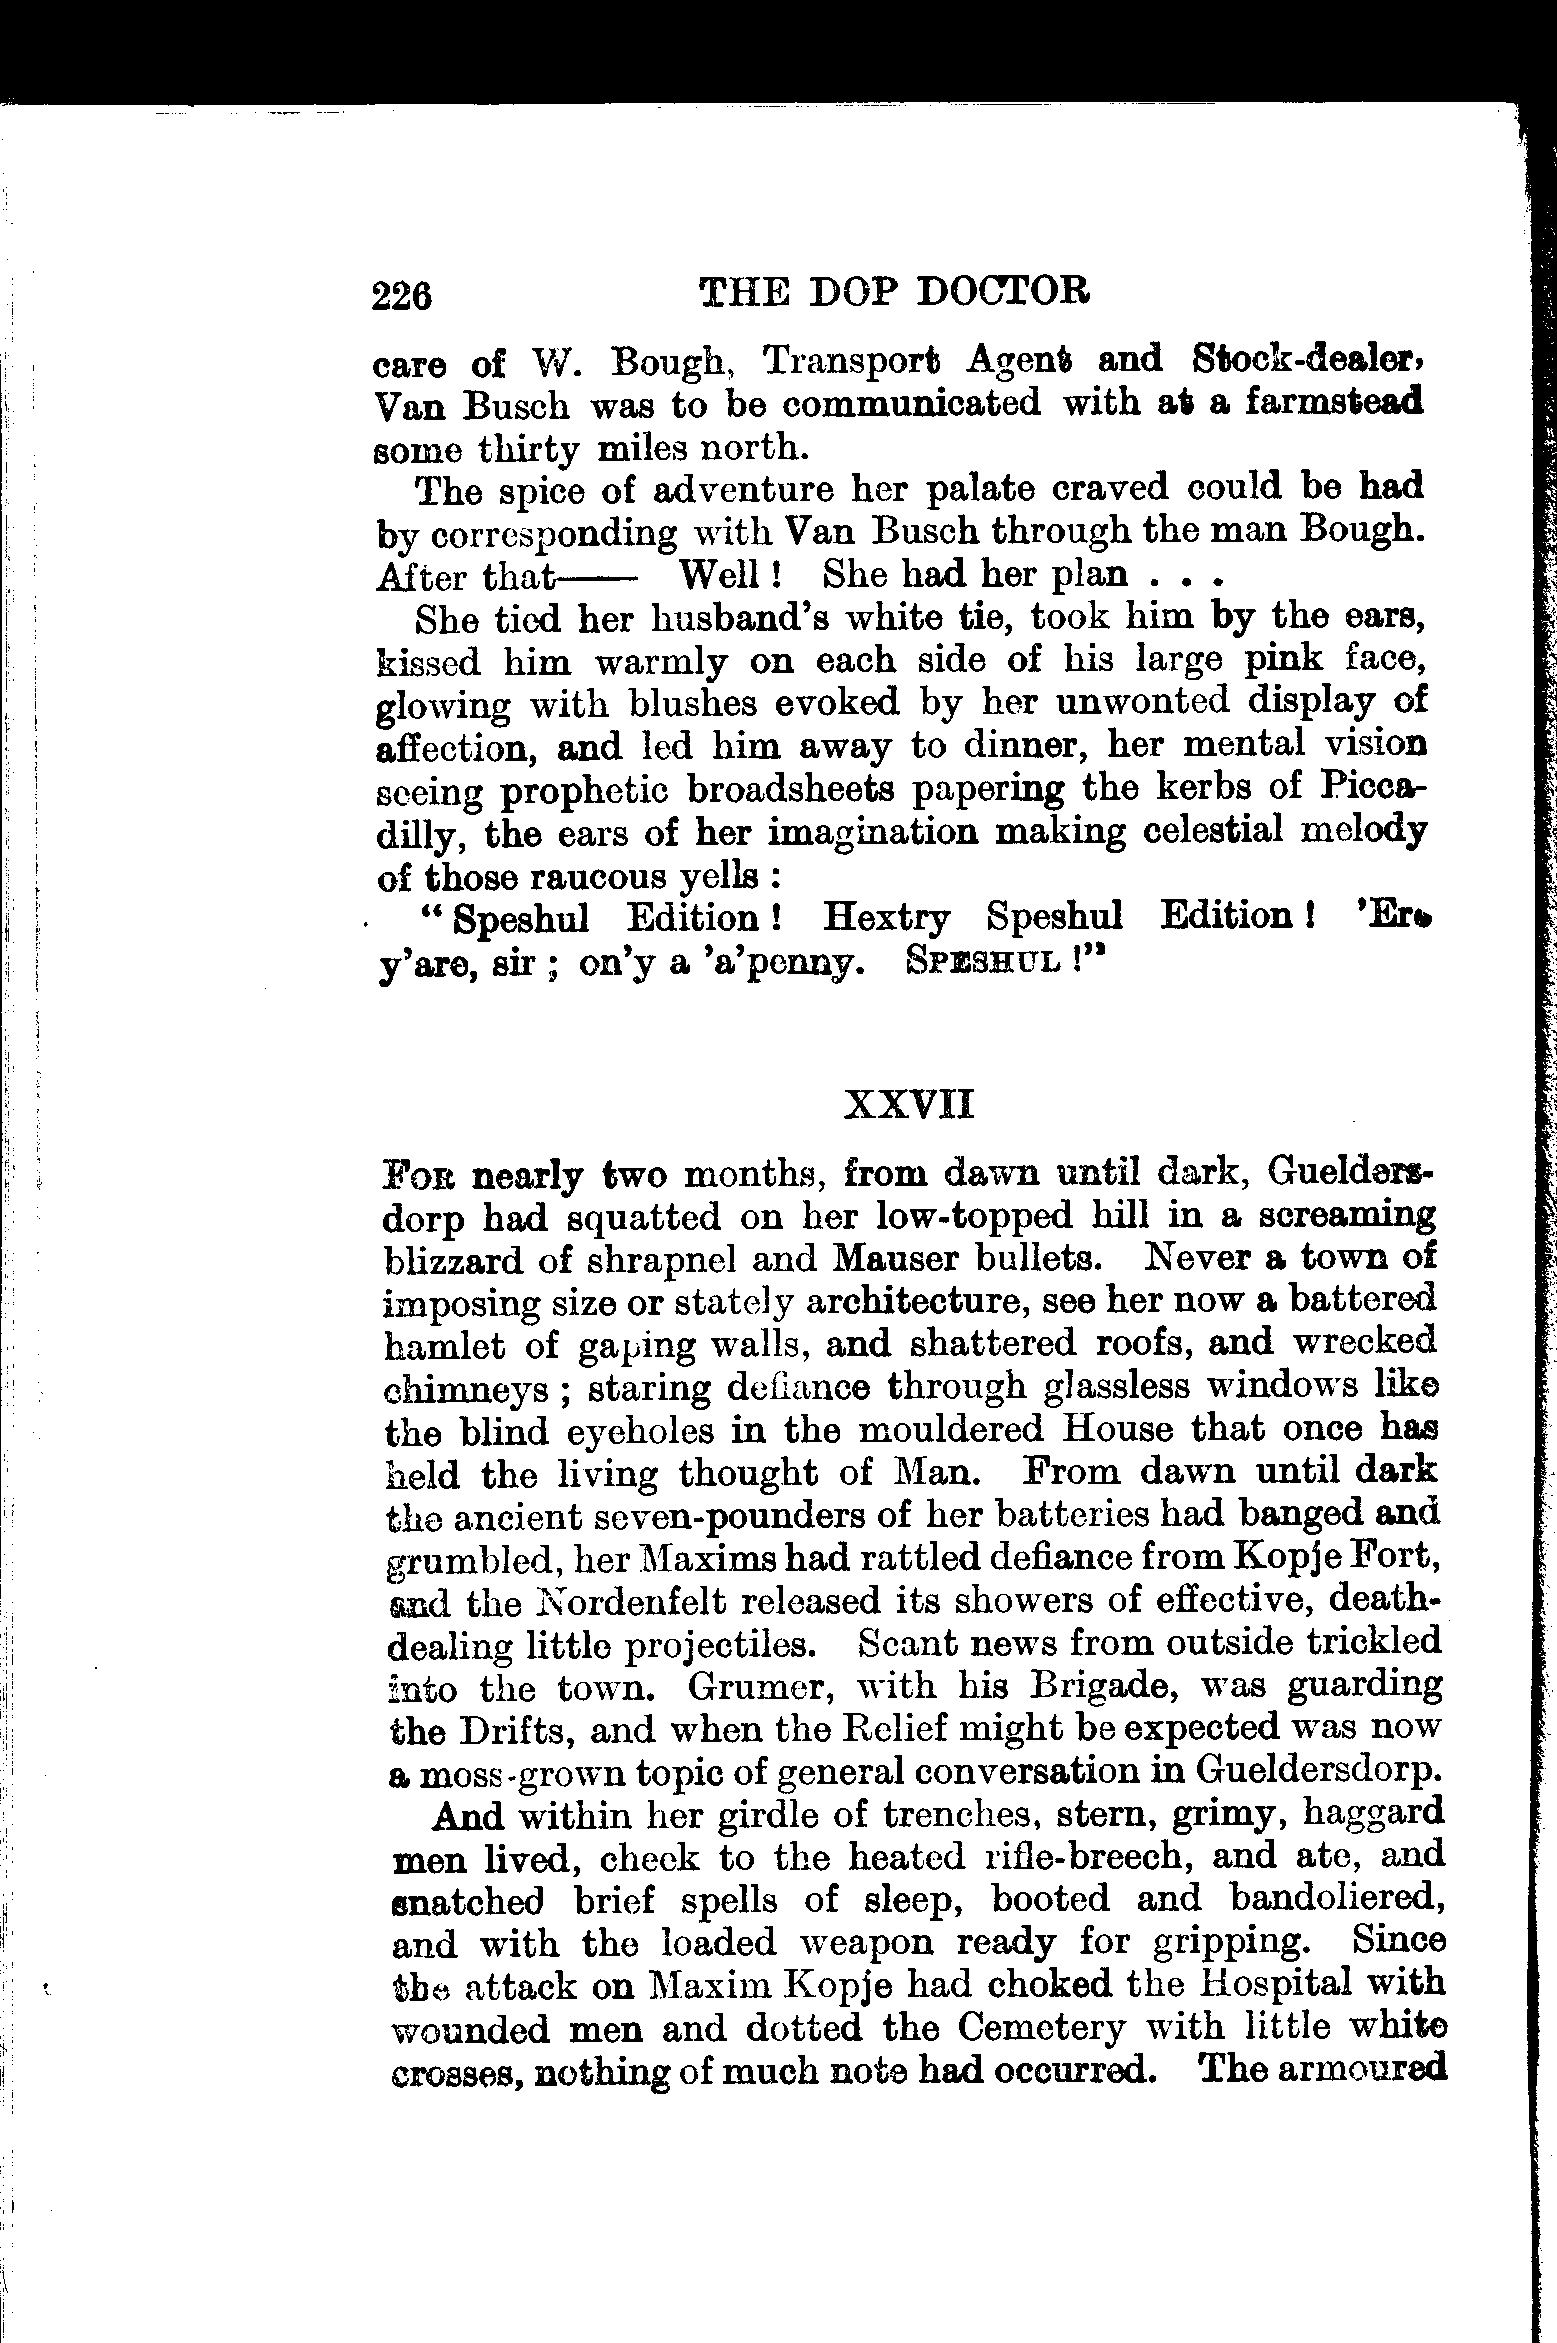 226 THE DOP DOCTOR
care of W. Bough, Transport Agent and Stock-dealer,
Van Busch was to be communicated with at a farmstead
some thirty miles north.
The spice of adventure her palate craved could be had
by corresponding with Van Busch through the man Bough.
After that—— Well ! She had her plan . . .
She tied her husband's white tie, took him by the ears,
kissed him warmly on each side of his large pink face,
glowing with blushes evoked by her unwonted display of
affection, and led him away to dinner, her mental vision
seeing prophetic broadsheets papering the kerbs of Picca-
dilly, the ears of her imagination making celestial melody
of those raucous yells :
“ Speshul Edition ! Hextry Speshul Edition ! 'Ere
y'are, sir ; on'y a 'a'penny. SPESHUL !”
XXVII
FOR nearly two months, from dawn until dark, Guelders-
dorp had squatted on her low-topped hill in a screaming
blizzard of shrapnel and Mauser bullets. Never a town of
imposing size or stately architecture, see her now a battered
hamlet of gaping walls, and shattered roofs, and wrecked
chimneys ; staring defiance through glassless windows like
the blind eyeholes in the mouldered House that once has
held the living thought of Man. From dawn until dark
the ancient seven-pounders of her batteries had banged and
grumbled, her Maxims had rattled defiance from Kopje Fort,
and the Nordenfelt released its showers of effective, death-
dealing little projectiles. Scant news from outside trickled
into the town. Grumer, with his Brigade, was guarding
the Drifts, and when the Relief might be expected was now
a moss-grown topic of general conversation in Gueldersdorp.
And within her girdle of trenches, stern, grimy, haggard
men lived, cheek to the heated rifle-breech, and ate, and
snatched brief spells of sleep, booted and bandoliered,
and with the loaded weapon ready for gripping. Since
the attack on Maxim Kopje had choked the Hospital with
wounded men and dotted the Cemetery with little white
crosses, nothing of much note had occurred. The armoured